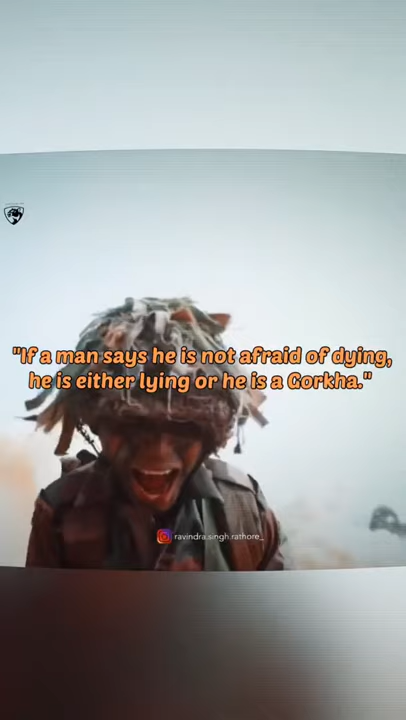 "If a man says he is not afraid of dying,
he is either lying or he is a Gorkha."
ravindra.singh.rathore_